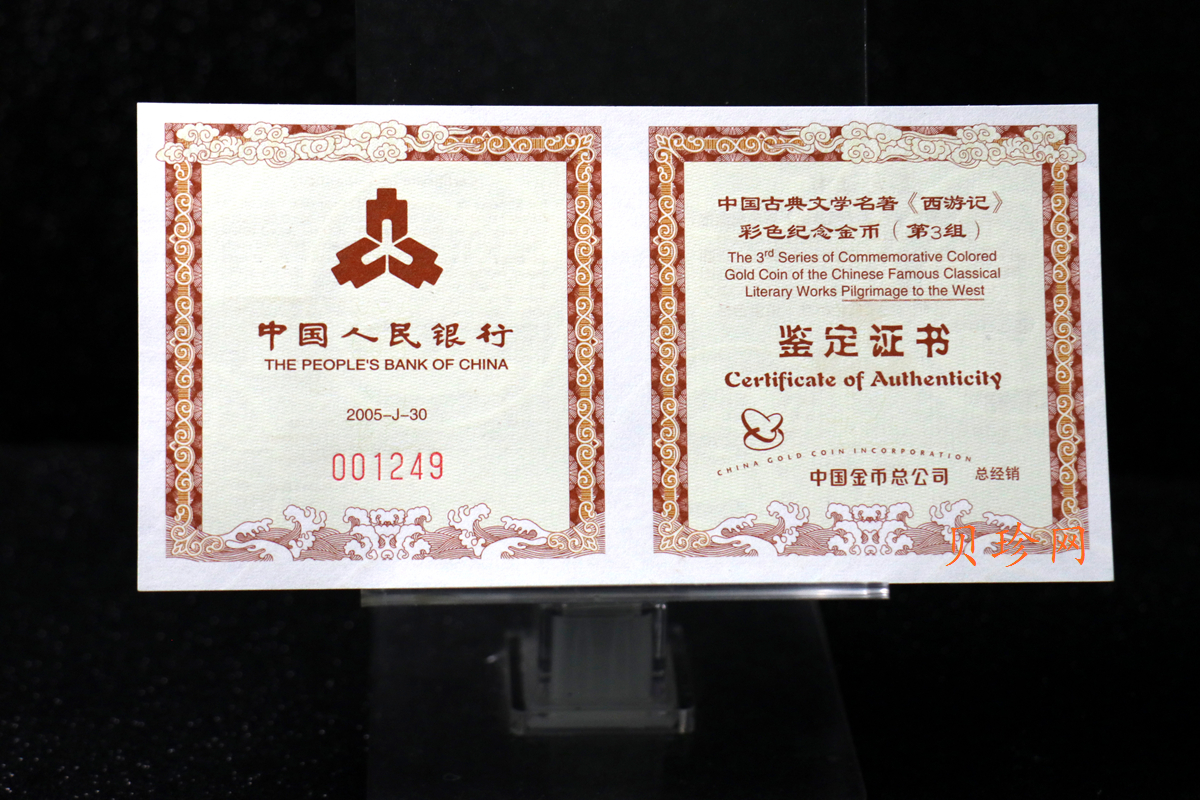 中国人民银行
THE PEOPLE'S BANK OF CHINA
2005-J-30
001249
中国古典文学名著《西游记》
彩色纪念金币（第3组）
The 3rd Series of Commemorative Colored
Gold Coin of the Chinese Famous Classical
Literary Works Pilgrimage to the West
鉴定证书
Certificate of Authenticity
CHINA GOLD COIN INCORPORATION
中国金币总公司 总经销
贝珍网